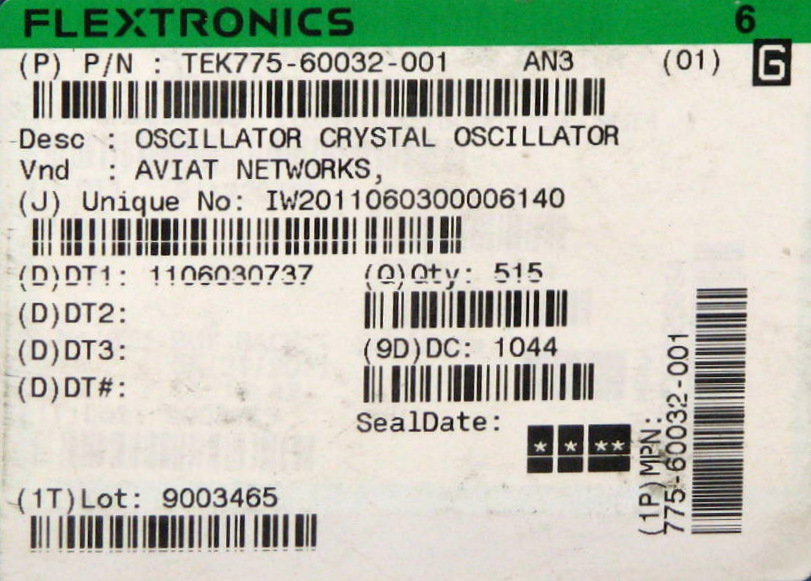 FLEXTRONICS 6
(P) P/N : TEK775-60032-001 AN3 (01) G
Desc : OSCILLATOR CRYSTAL OSCILLATOR
Vnd : AVIAT NETWORKS,
(J) Unique No: IW2011060300006140
(D)DT1: 1106030737 (Q)Qty: 515
(D)DT2:
(D)DT3: (9D)DC: 1044
(D)DT#:
SealDate:
* * **
(1T)Lot: 9003465
(1P)MPN:
775-60032-001